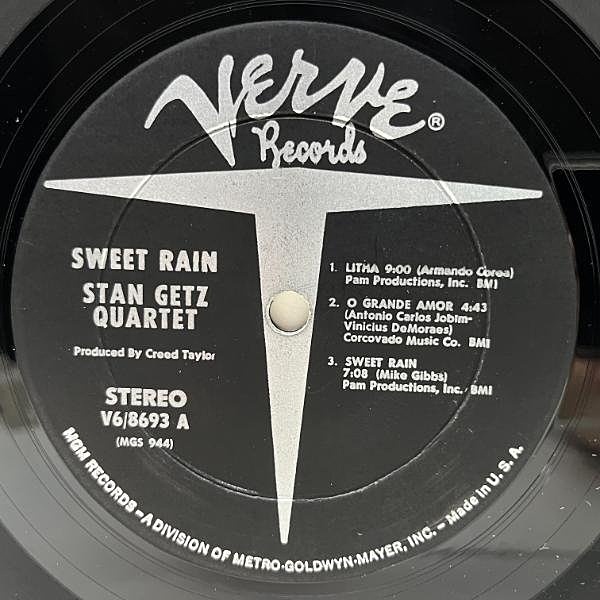 Verve®
Records
SWEET RAIN
STAN GETZ
QUARTET
Produced By Creed Taylor
STEREO
V6/8693 A
(MGS 944)
1. LITHA 9:00 (Armando Corea)
Pam Productions, Inc. BMI
2. O GRANDE AMOR 4:43
(Antonio Carlos Jobim-
Vinicius DeMoraes)
Corcovado Music Co. BMI
3. SWEET RAIN
7:08 (Mike Gibbs)
Pam Productions, Inc. BMI
MGM RECORDS – A DIVISION OF METRO-GOLDWYN-MAYER, INC. – Made in U.S.A.